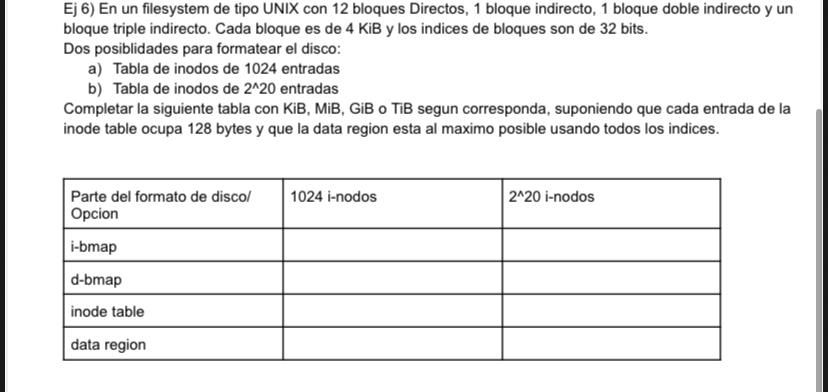 Ej 6) En un filesystem de tipo UNIX con 12 bloques Directos, 1 bloque indirecto, 1 bloque doble indirecto y un
bloque triple indirecto. Cada bloque es de 4 KiB y los indices de bloques son de 32 bits.
Dos posiblidades para formatear el disco:
a) Tabla de inodos de 1024 entradas
b) Tabla de inodos de 2^20 entradas
Completar la siguiente tabla con KiB, MiB, GiB o TiB segun corresponda, suponiendo que cada entrada de la
inode table ocupa 128 bytes y que la data region esta al maximo posible usando todos los indices.
Parte del formato de disco/ 1024 i-nodos 2^20 i-nodos
Opcion
i-bmap
d-bmap
inode table
data region